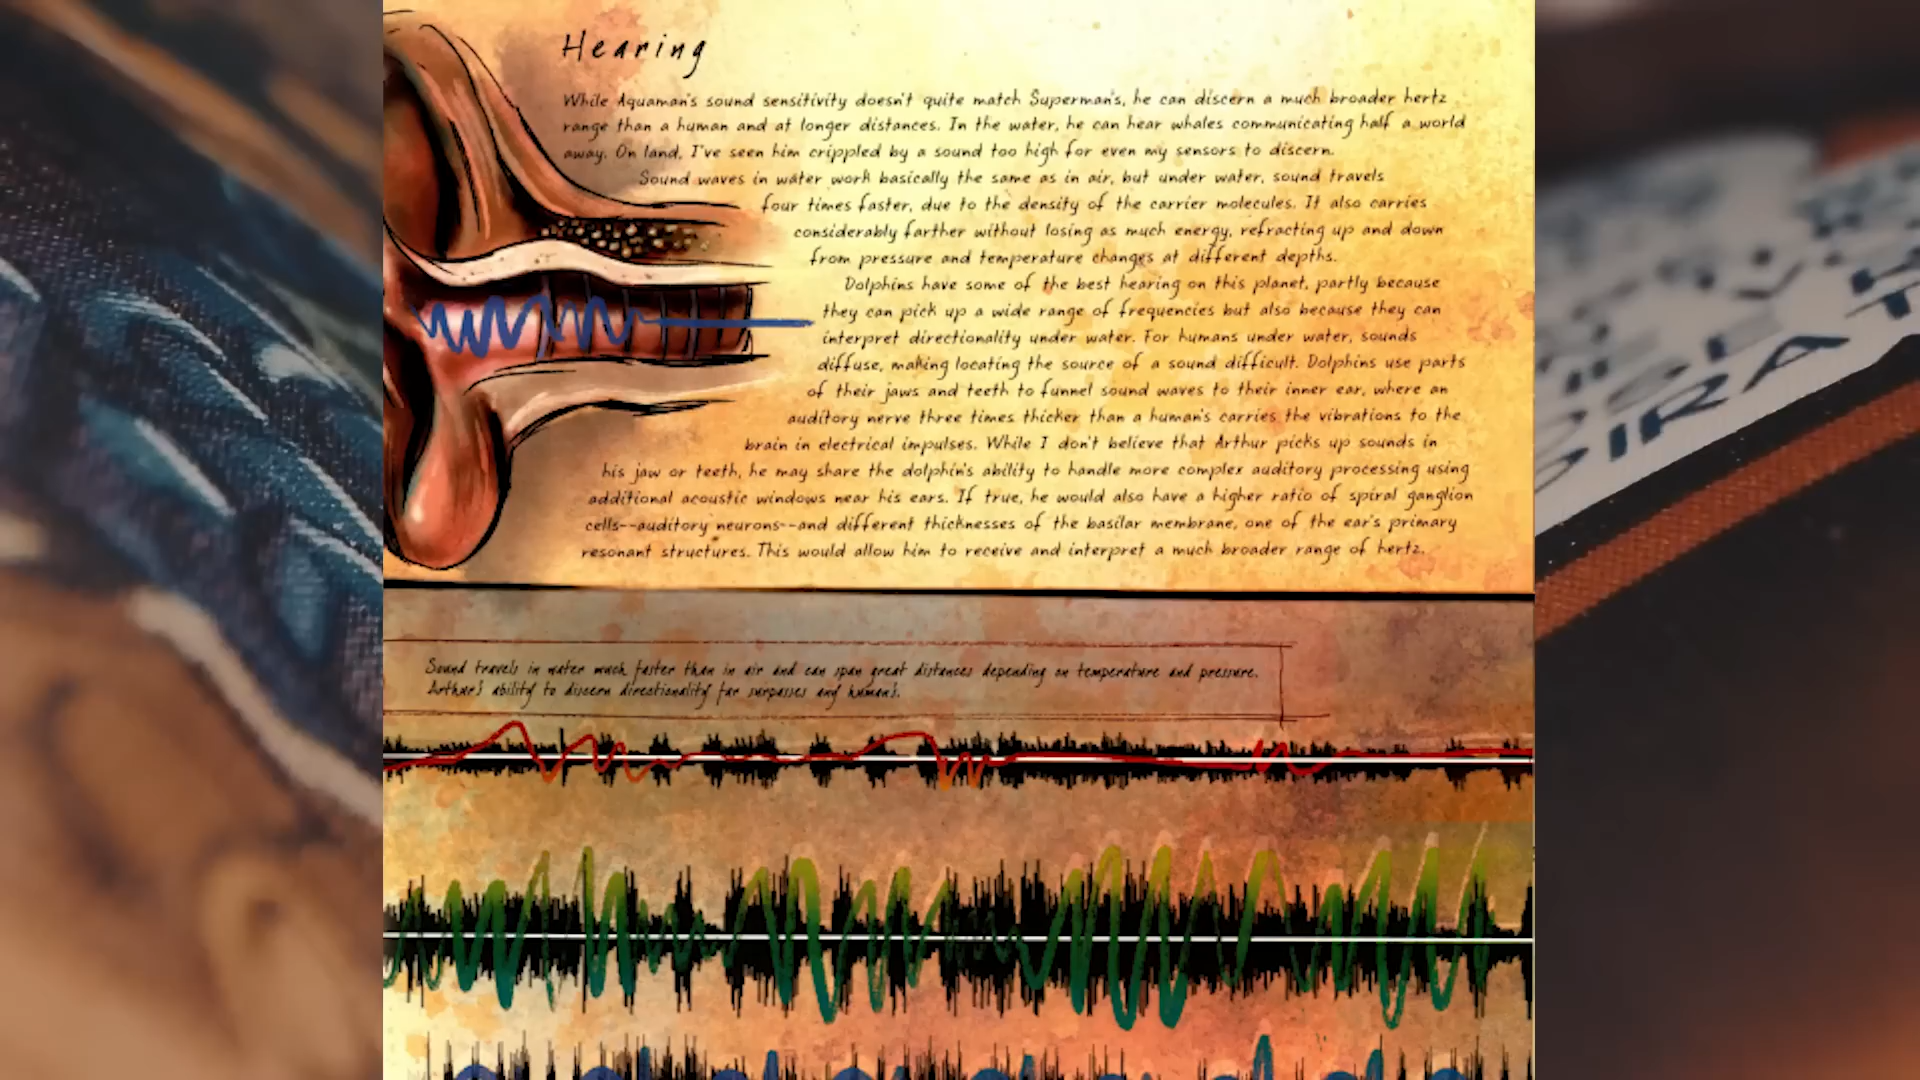 Hearing
While Aquaman's sound sensitivity doesn't quite match Superman's, he can discern a much broader hertz
range than a human and at longer distances. In the water, he can hear whales communicating half a world
away. On land, I've seen him crippled by a sound too high for even my sensors to discern.
Sound waves in water work basically the same as in air, but under water, sound travels
four times faster, due to the density of the carrier molecules. It also carries
considerably farther without losing as much energy, refracting up and down
from pressure and temperature changes at different depths.
Dolphins have some of the best hearing on this planet, partly because
they can pick up a wide range of frequencies but also because they can
interpret directionality under water. For humans under water, sounds
diffuse, making locating the source of a sound difficult. Dolphins use parts
of their jaws and teeth to funnel sound waves to their inner ear, where an
auditory nerve three times thicker than a human's carries the vibrations to the
brain in electrical impulses. While I don't believe that Arthur picks up sounds in
his jaw or teeth, he may share the dolphin's ability to handle more complex auditory processing using
additional acoustic windows near his ears. If true, he would also have a higher ratio of spiral ganglion
cells--auditory neurons--and different thicknesses of the basilar membrane, one of the ear's primary
resonant structures. This would allow him to receive and interpret a much broader range of hertz.
Sound travels in water much faster than in air and can span great distances depending on temperature and pressure.
Arthur's ability to discern directionality far surpasses any human's.